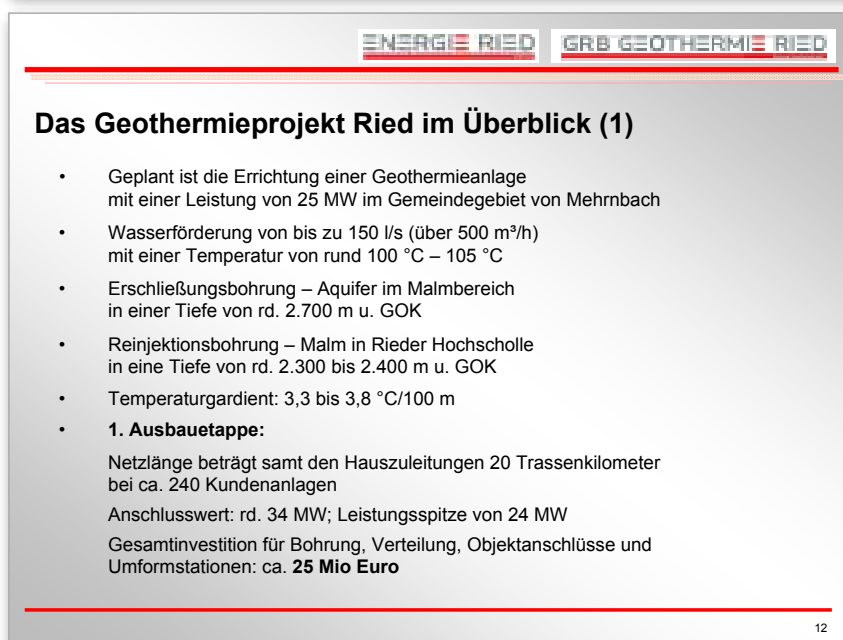 ENERGIE RIED GRB GEOTHERMIE RIED
Das Geothermieprojekt Ried im Überblick (1)
• Geplant ist die Errichtung einer Geothermieanlage
mit einer Leistung von 25 MW im Gemeindegebiet von Mehrnbach
• Wasserförderung von bis zu 150 l/s (über 500 m³/h)
mit einer Temperatur von rund 100 °C – 105 °C
• Erschließungsbohrung – Aquifer im Malmbereich
in einer Tiefe von rd. 2.700 m u. GOK
• Reinjektionsbohrung – Malm in Rieder Hochscholle
in eine Tiefe von rd. 2.300 bis 2.400 m u. GOK
• Temperaturgardient: 3,3 bis 3,8 °C/100 m
• 1. Ausbauetappe:
Netzlänge beträgt samt den Hauszuleitungen 20 Trassenkilometer
bei ca. 240 Kundenanlagen
Anschlusswert: rd. 34 MW; Leistungsspitze von 24 MW
Gesamtinvestition für Bohrung, Verteilung, Objektanschlüsse und
Umformstationen: ca. 25 Mio Euro
12